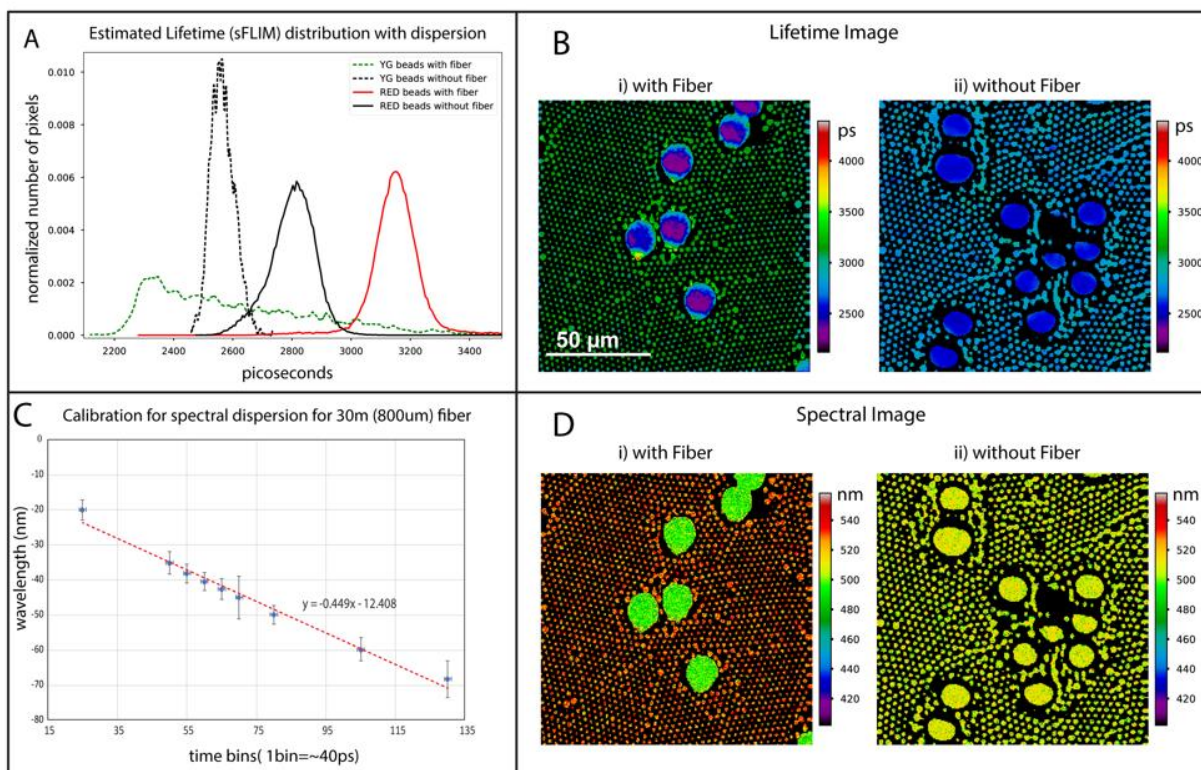 A
Estimated Lifetime (sFLIM) distribution with dispersion
normalized number of pixels
0.010
0.008
0.006
0.004
0.002
0.000
YG beads with fiber
YG beads without fiber
RED beads with fiber
RED beads without fiber
2200 2400 2600 2800 3000 3200 3400
picoseconds
B
Lifetime Image
i) with Fiber
ii) without Fiber
50 µm
ps
4000
3500
3000
2500
ps
4000
3500
3000
2500
C
Calibration for spectral dispersion for 30m (800um) fiber
wavelength (nm)
0
-10
-20
-30
-40
-50
-60
-70
-80
y = -0.449x - 12.408
15 35 55 75 95 115 135
time bins( 1bin=~40ps)
D
Spectral Image
i) with Fiber
ii) without Fiber
nm
540
520
500
480
460
440
420
nm
540
520
500
480
460
440
420